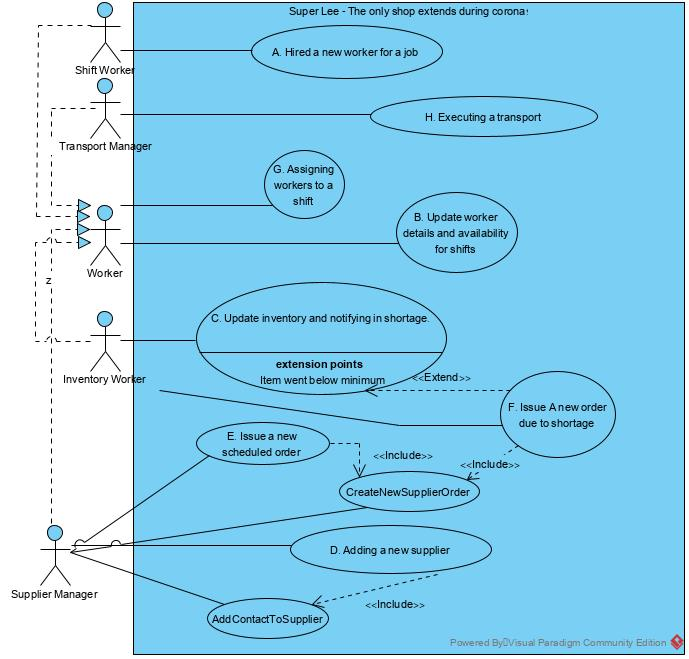 Super Lee - The only shop extends during corona:
Shift Worker
A. Hired a new worker for a job
Transport Manager
H. Executing a transport
G. Assigning
workers to a
shift
B. Update worker
details and availability
for shifts
Worker
z
C. Update inventory and notifying in shortage.
extension points
Item went below minimum
Inventory Worker
<<Extend>>
F. Issue A new order
due to shortage
E. Issue a new
scheduled order
<<Include>>
<<Include>>
CreateNewSupplierOrder
D. Adding a new supplier
Supplier Manager
<<Include>>
AddContactToSupplier
Powered By Visual Paradigm Community Edition